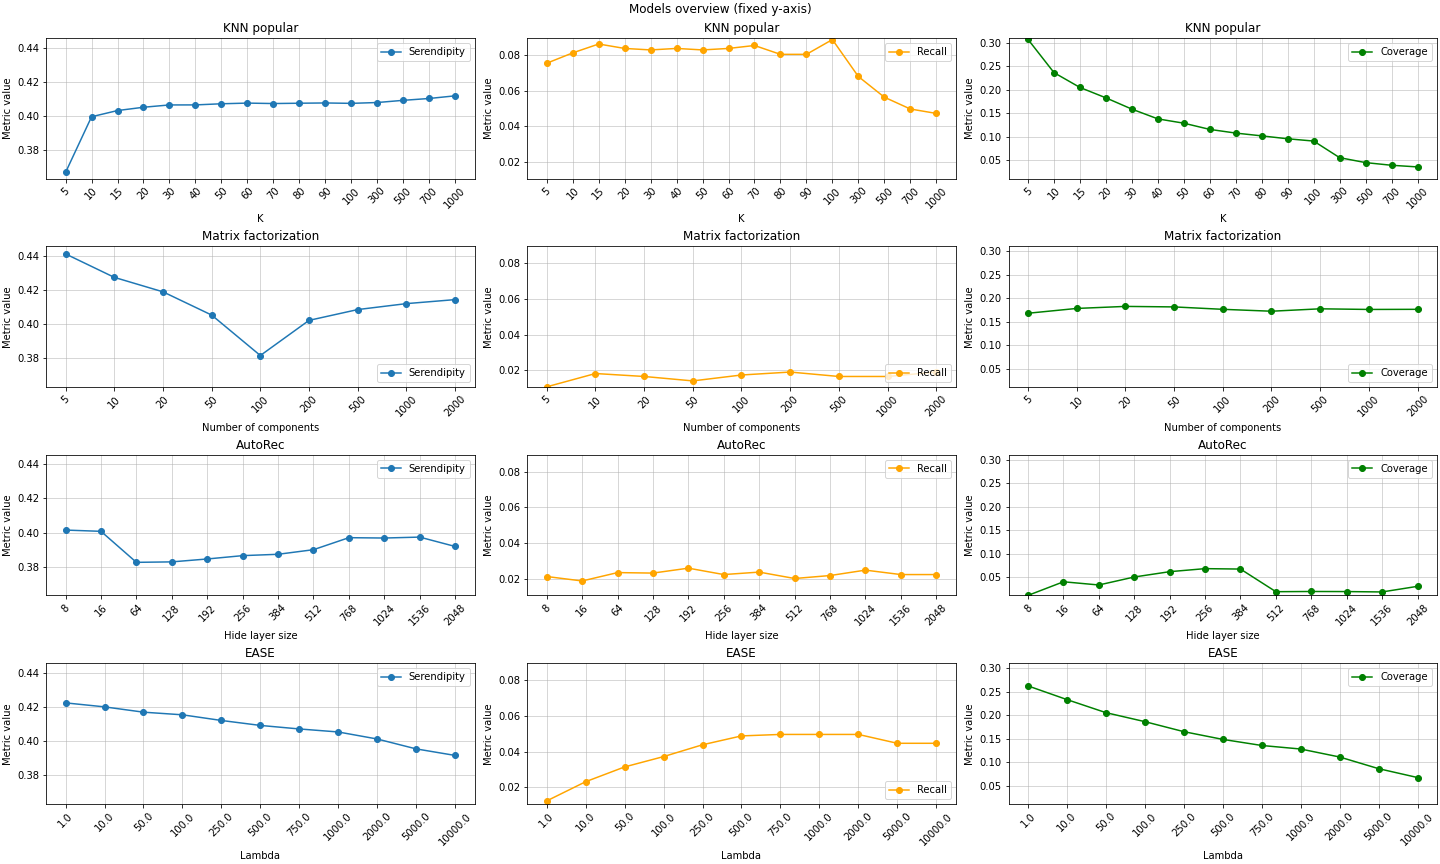 Models overview (fixed y-axis)
KNN popular
Metric value
0.44
0.42
0.40
0.38
Serendipity
5 10 15 20 30 40 50 60 70 80 90 100 300 500 700 1000
K
KNN popular
Metric value
0.08
0.06
0.04
0.02
Recall
5 10 15 20 30 40 50 60 70 80 90 100 300 500 700 1000
K
KNN popular
Metric value
0.30
0.25
0.20
0.15
0.10
0.05
Coverage
5 10 15 20 30 40 50 60 70 80 90 100 300 500 700 1000
K
Matrix factorization
Metric value
0.44
0.42
0.40
0.38
Serendipity
5 10 20 50 100 200 500 1000 2000
Number of components
Matrix factorization
Metric value
0.08
0.06
0.04
0.02
Recall
5 10 20 50 100 200 500 1000 2000
Number of components
Matrix factorization
Metric value
0.30
0.25
0.20
0.15
0.10
0.05
Coverage
5 10 20 50 100 200 500 1000 2000
Number of components
AutoRec
Metric value
0.44
0.42
0.40
0.38
Serendipity
8 16 64 128 192 256 384 512 768 1024 1536 2048
Hide layer size
AutoRec
Metric value
0.08
0.06
0.04
0.02
Recall
8 16 64 128 192 256 384 512 768 1024 1536 2048
Hide layer size
AutoRec
Metric value
0.30
0.25
0.20
0.15
0.10
0.05
Coverage
8 16 64 128 192 256 384 512 768 1024 1536 2048
Hide layer size
EASE
Metric value
0.44
0.42
0.40
0.38
Serendipity
1.0 10.0 50.0 100.0 250.0 500.0 750.0 1000.0 2000.0 5000.0 10000.0
Lambda
EASE
Metric value
0.08
0.06
0.04
0.02
Recall
1.0 10.0 50.0 100.0 250.0 500.0 750.0 1000.0 2000.0 5000.0 10000.0
Lambda
EASE
Metric value
0.30
0.25
0.20
0.15
0.10
0.05
Coverage
1.0 10.0 50.0 100.0 250.0 500.0 750.0 1000.0 2000.0 5000.0 10000.0
Lambda